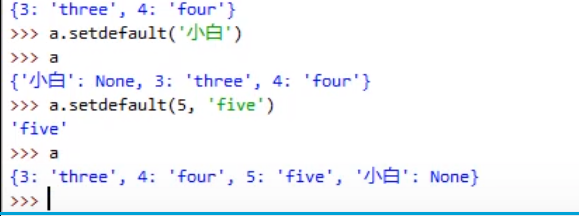 {3: 'three', 4: 'four'}
>>> a.setdefault('小白')
>>> a
{'小白': None, 3: 'three', 4: 'four'}
>>> a.setdefault(5, 'five')
'five'
>>> a
{3: 'three', 4: 'four', 5: 'five', '小白': None}
>>>